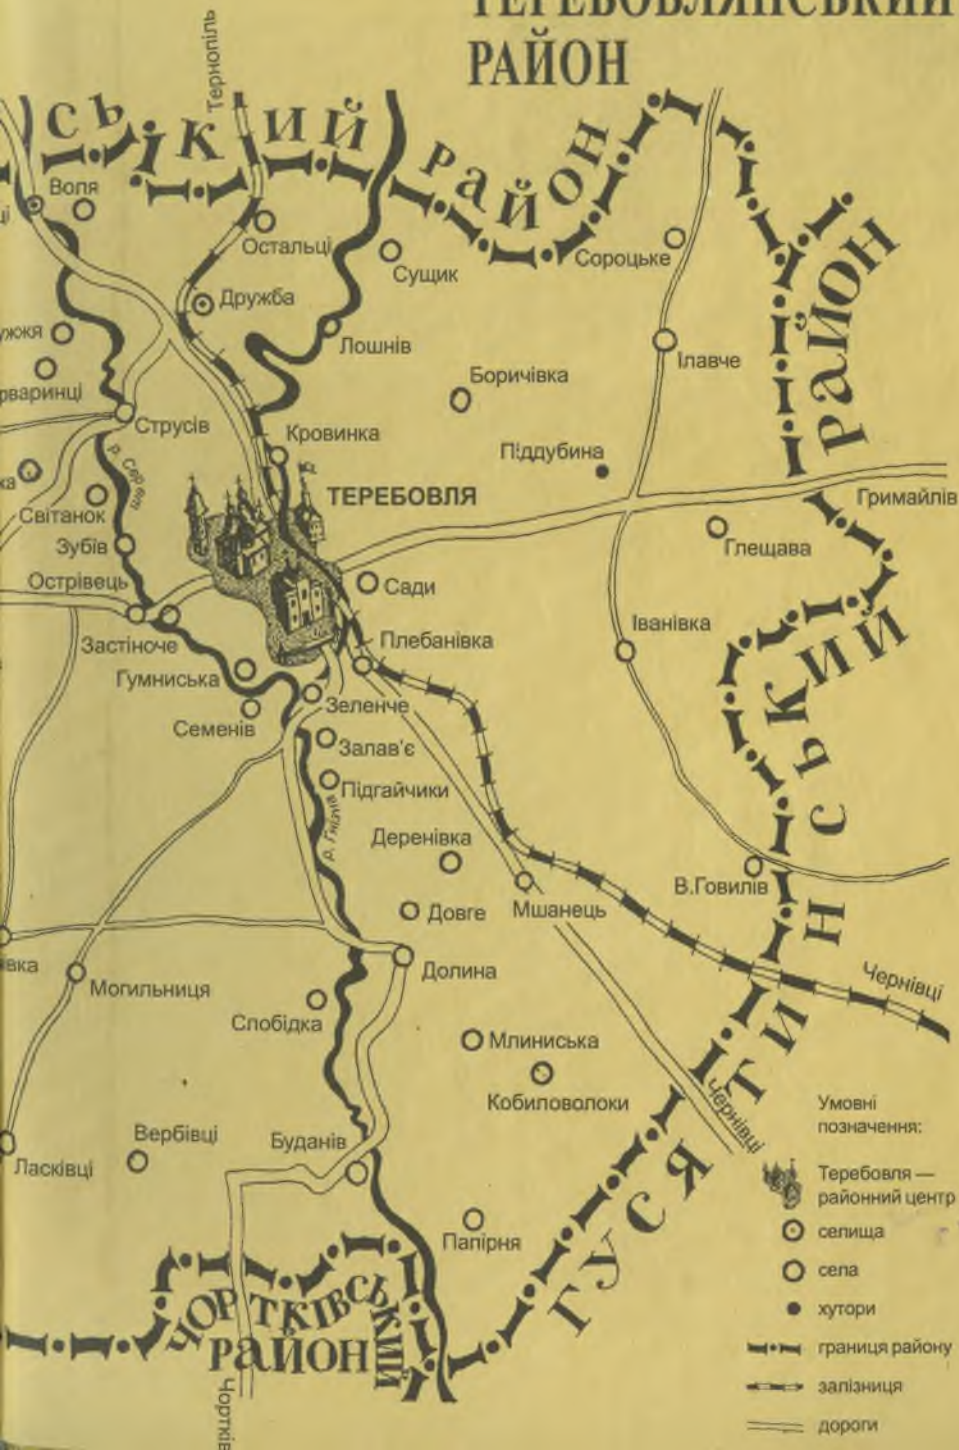 ТЕРЕБОВЛЯНСЬКИЙ
РАЙОН
Тернопіль
СЬКИЙ РАЙОН
Воля
Остальці
Сущик
Сороцьке
РАЙОН
Дружба
Лошнів
Ілавче
Боричівка
Струсів
Кровинка
Піддубина
р. Серет
ТЕРЕБОВЛЯ
Гримайлів
Світанок
Глещава
Зубів
Острівець
Сади
Іванівка
Застіноче
Плебанівка
Гумниська
Зеленче
Семенів
Залав'є
Підгайчики
р. Гнізна
Деренівка
В.Говилів
Довге
Мшанець
Долина
Чернівці
Могильниця
Слобідка
Млиниська
Кобиловолоки
Чернівці
Вербівці
Буданів
Ласківці
Папірня
ГУСЯТИНСЬКИЙ
ЧОРТКІВСЬКИЙ
РАЙОН
Чортків
Умовні
позначення:
Теребовля —
районний центр
селища
села
хутори
границя району
залізниця
дороги